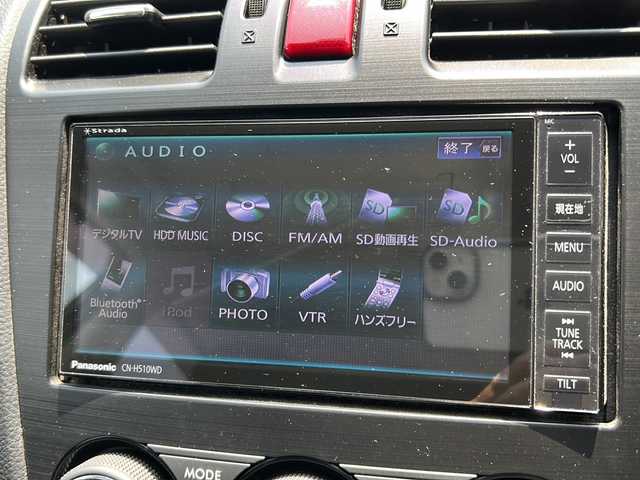 Strada
MIC
AUDIO
終了 戻る
デジタルTV
HDD MUSIC
DISC
FM/AM
SD
SD動画再生
SD
SD-Audio
Bluetooth®
Audio
iPod
PHOTO
VTR
ハンズフリー
Panasonic CN-H510WD
+
VOL
−
現在地
MENU
AUDIO
TUNE
TRACK
TILT
MODE